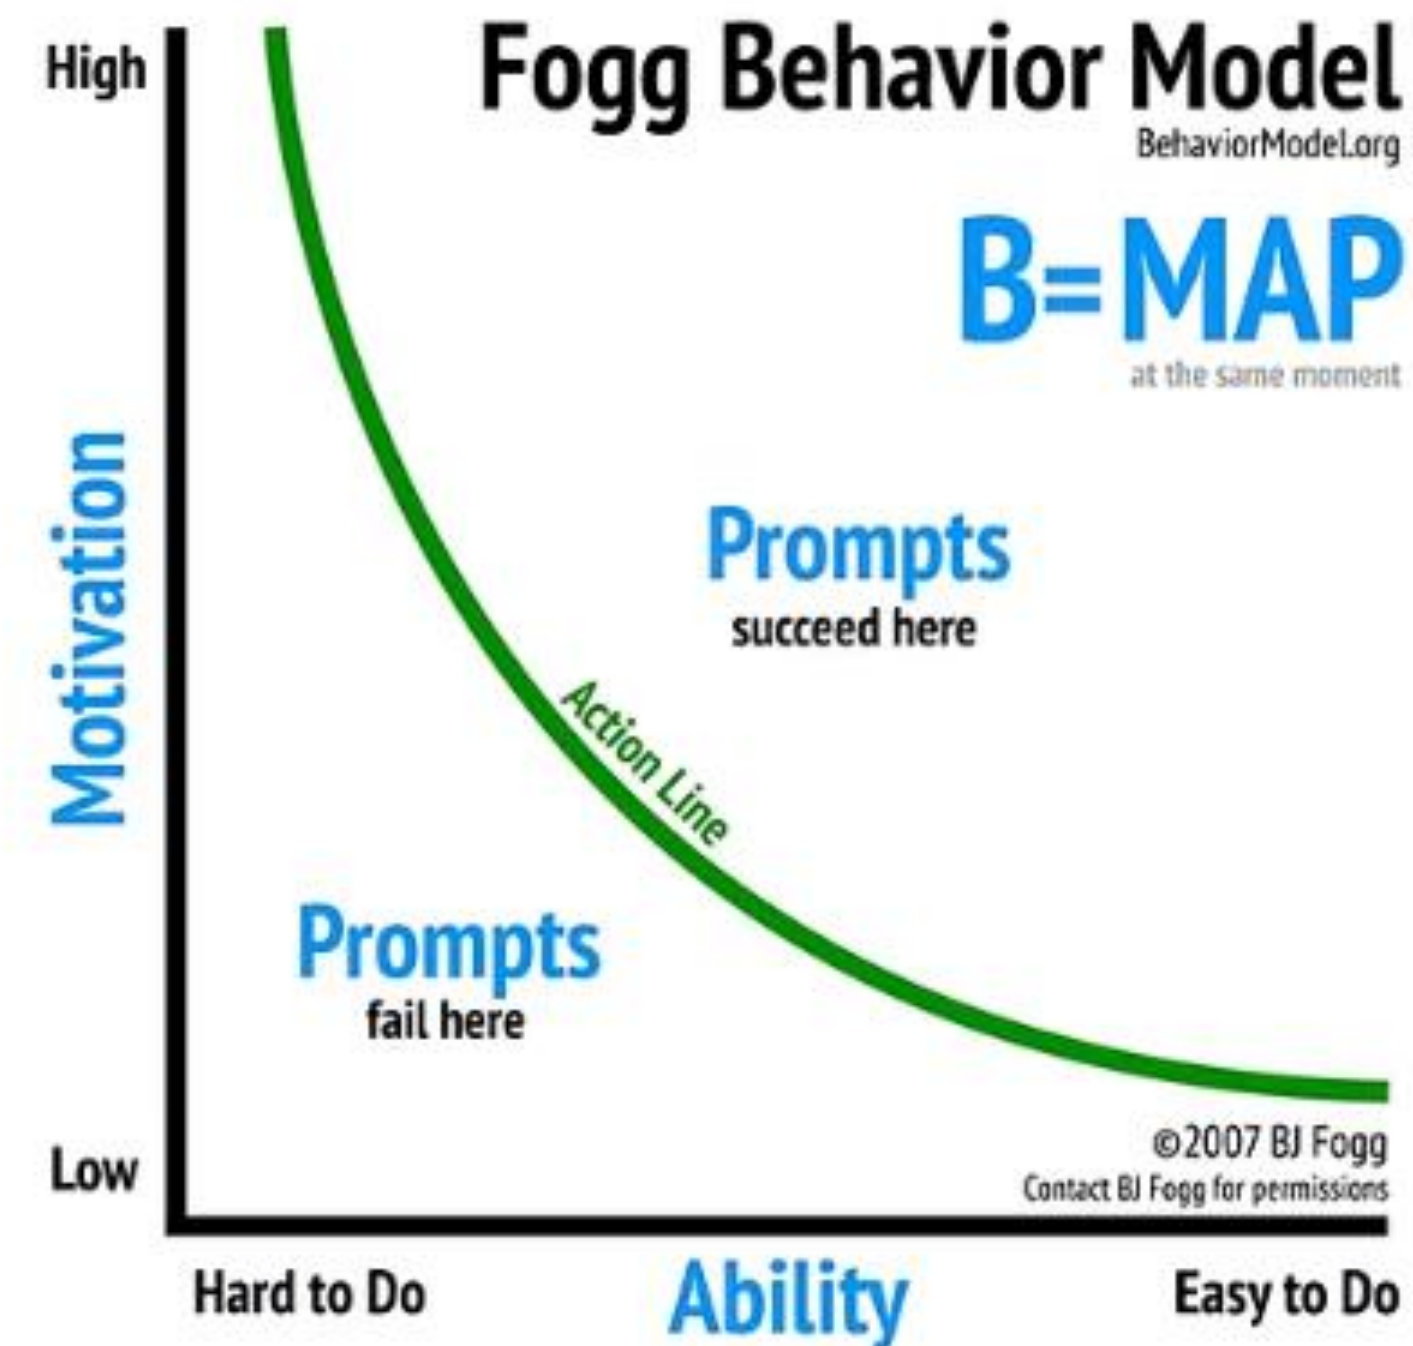 High
Fogg Behavior Model
BehaviorModel.org
B=MAP
at the same moment
Motivation
Prompts
succeed here
Action Line
Prompts
fail here
Low
©2007 BJ Fogg
Contact BJ Fogg for permissions
Hard to Do
Ability
Easy to Do